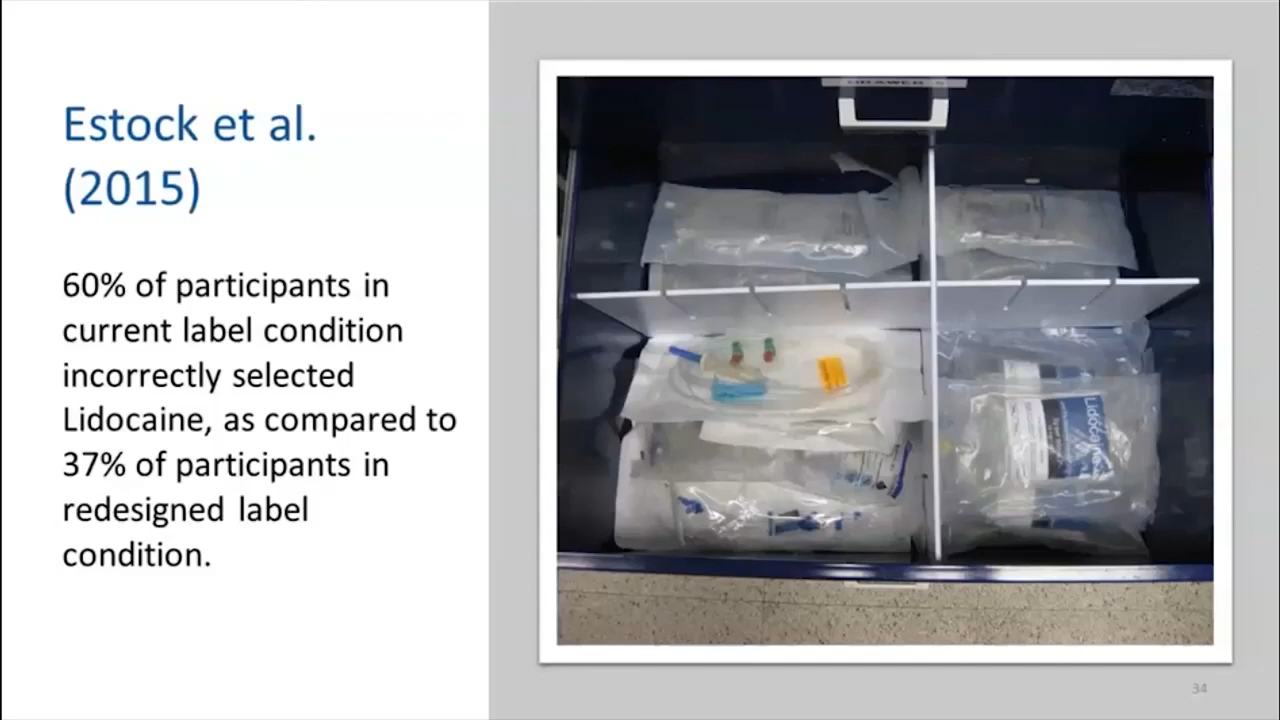 Estock et al.
(2015)
60% of participants in
current label condition
incorrectly selected
Lidocaine, as compared to
37% of participants in
redesigned label
condition.
DRAWER
34